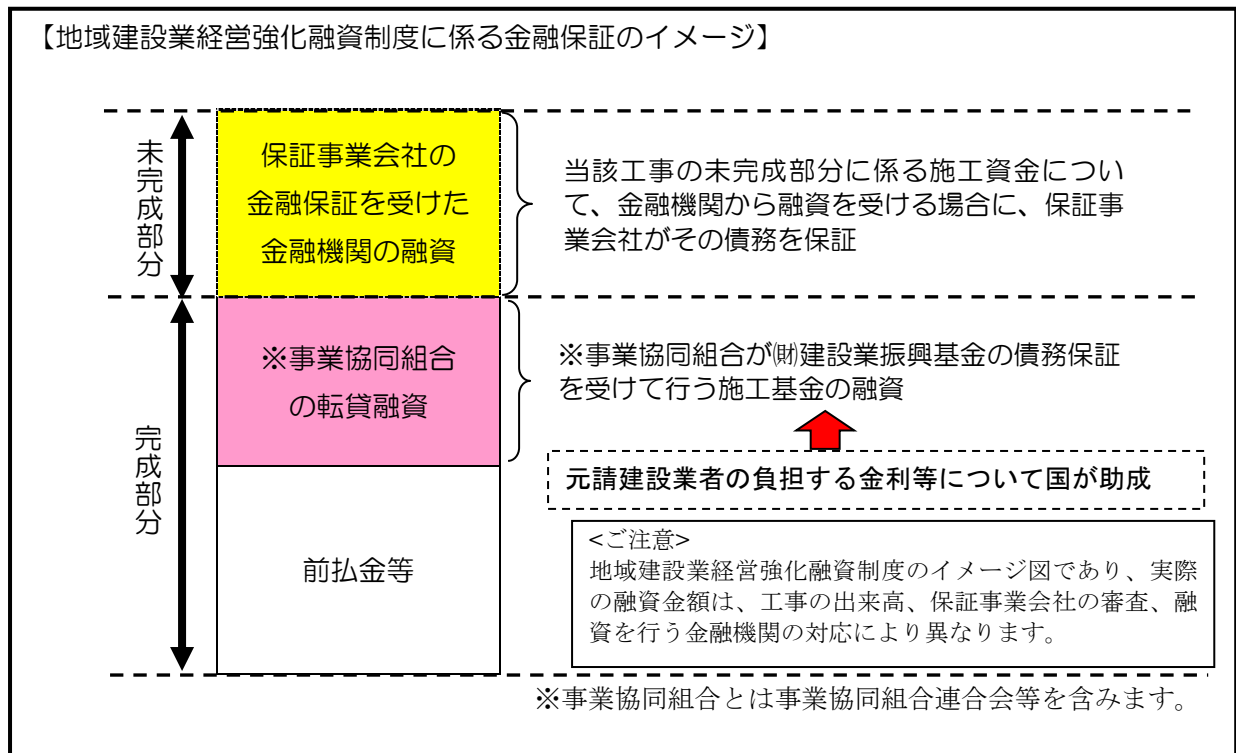 【地域建設業経営強化融資制度に係る金融保証のイメージ】
未完成部分
保証事業会社の
金融保証を受けた
金融機関の融資
当該工事の未完成部分に係る施工資金につい
て、金融機関から融資を受ける場合に、保証事
業会社がその債務を保証
完成部分
※事業協同組合
の転貸融資
※事業協同組合が㈶建設業振興基金の債務保証
を受けて行う施工基金の融資
元請建設業者の負担する金利等について国が助成
前払金等
<ご注意>
地域建設業経営強化融資制度のイメージ図であり、実際
の融資金額は、工事の出来高、保証事業会社の審査、融
資を行う金融機関の対応により異なります。
※事業協同組合とは事業協同組合連合会等を含みます。